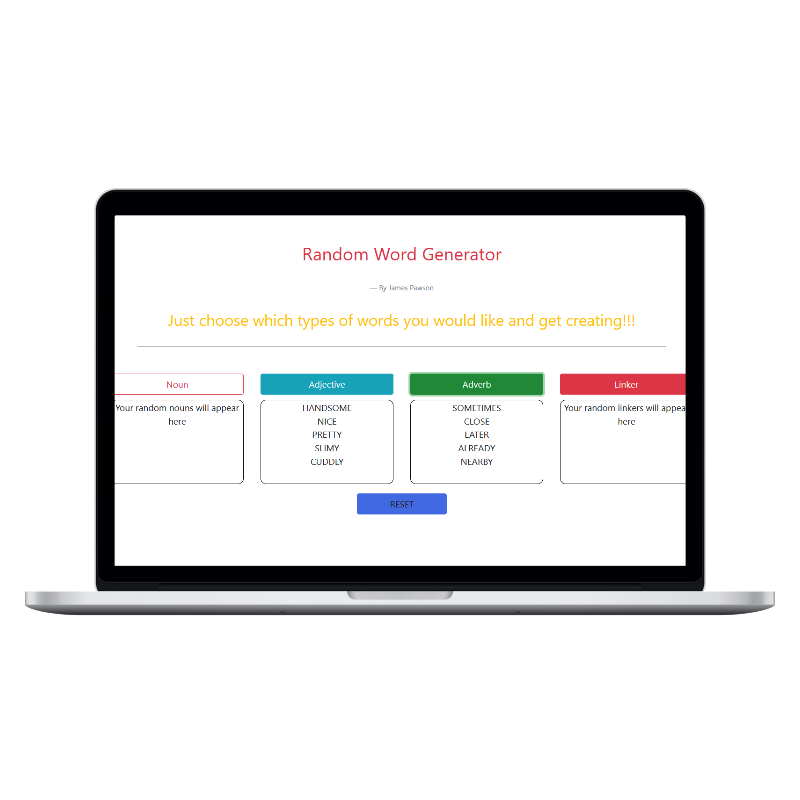 Random Word Generator
— By James Pawson
Just choose which types of words you would like and get creating!!!
Noun
Your random nouns will appear
here
Adjective
HANDSOME
NICE
PRETTY
SLIMY
CUDDLY
Adverb
SOMETIMES
CLOSE
LATER
ALREADY
NEARBY
Linker
Your random linkers will appear
here
RESET